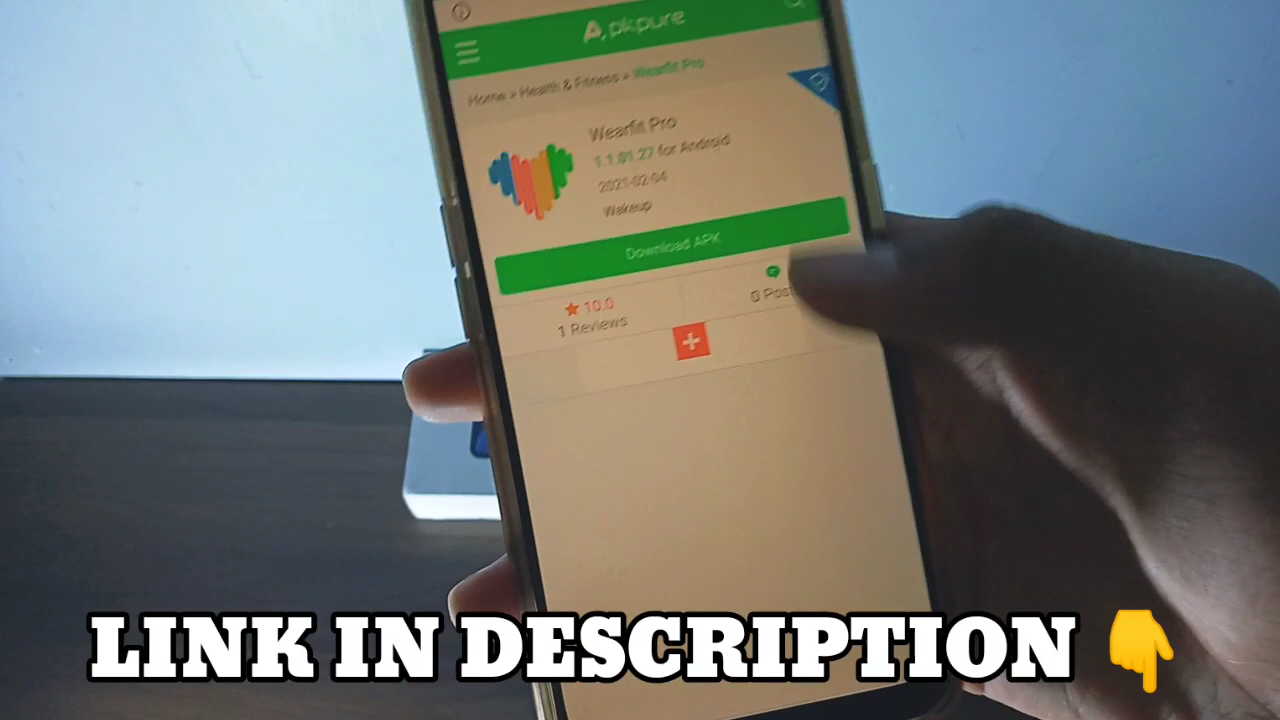 Apkpure
Home » Health & Fitness » Wearfit Pro
Wearfit Pro
1.1.01.27 for Android
2021-02-04
Wakeup
Download APK
10.0
1 Reviews
0 Post
LINK IN DESCRIPTION 👇